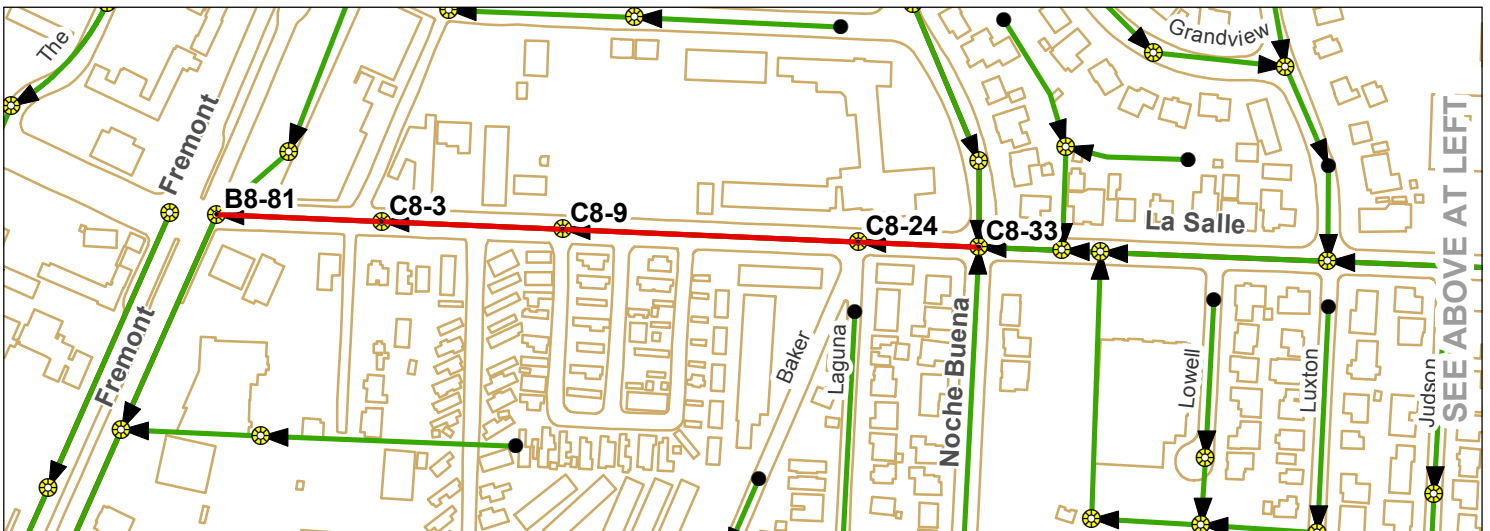 The
Grandview
Fremont
B8-81
C8-3
C8-9
C8-24
C8-33
La Salle
SEE ABOVE AT LEFT
Fremont
Baker
Laguna
Noche Buena
Lowell
Luxton
Judson